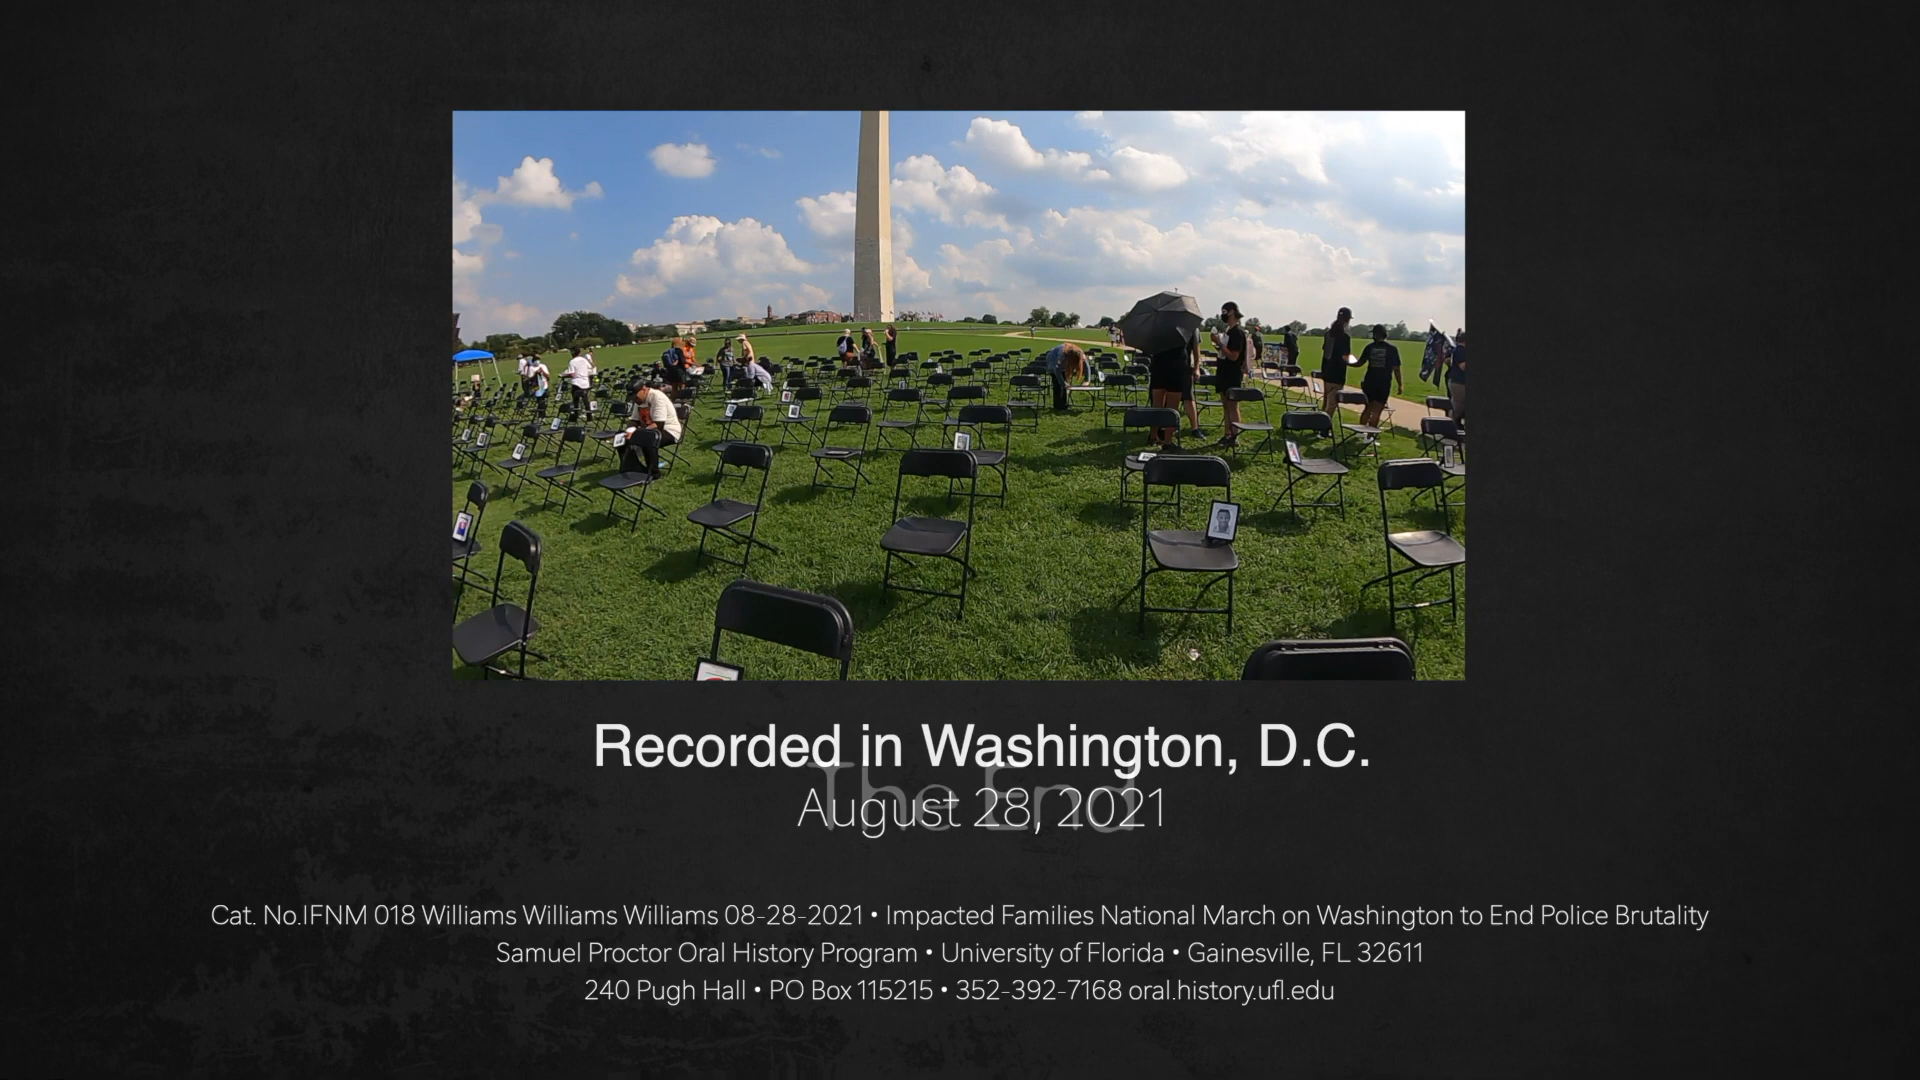 Recorded in Washington, D.C.
The End
August 28, 2021
Cat. No.IFNM 018 Williams Williams Williams 08-28-2021 • Impacted Families National March on Washington to End Police Brutality
Samuel Proctor Oral History Program • University of Florida • Gainesville, FL 32611
240 Pugh Hall • PO Box 115215 • 352-392-7168 oral.history.ufl.edu